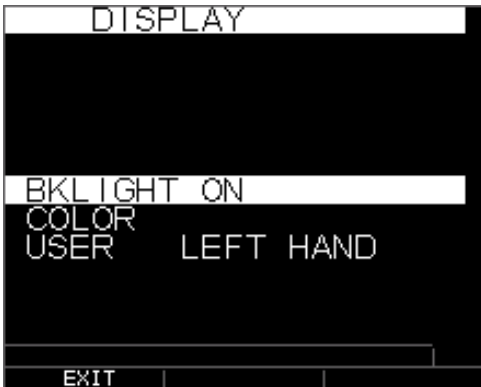 DISPLAY
BKLIGHT ON
COLOR
USER LEFT HAND
EXIT